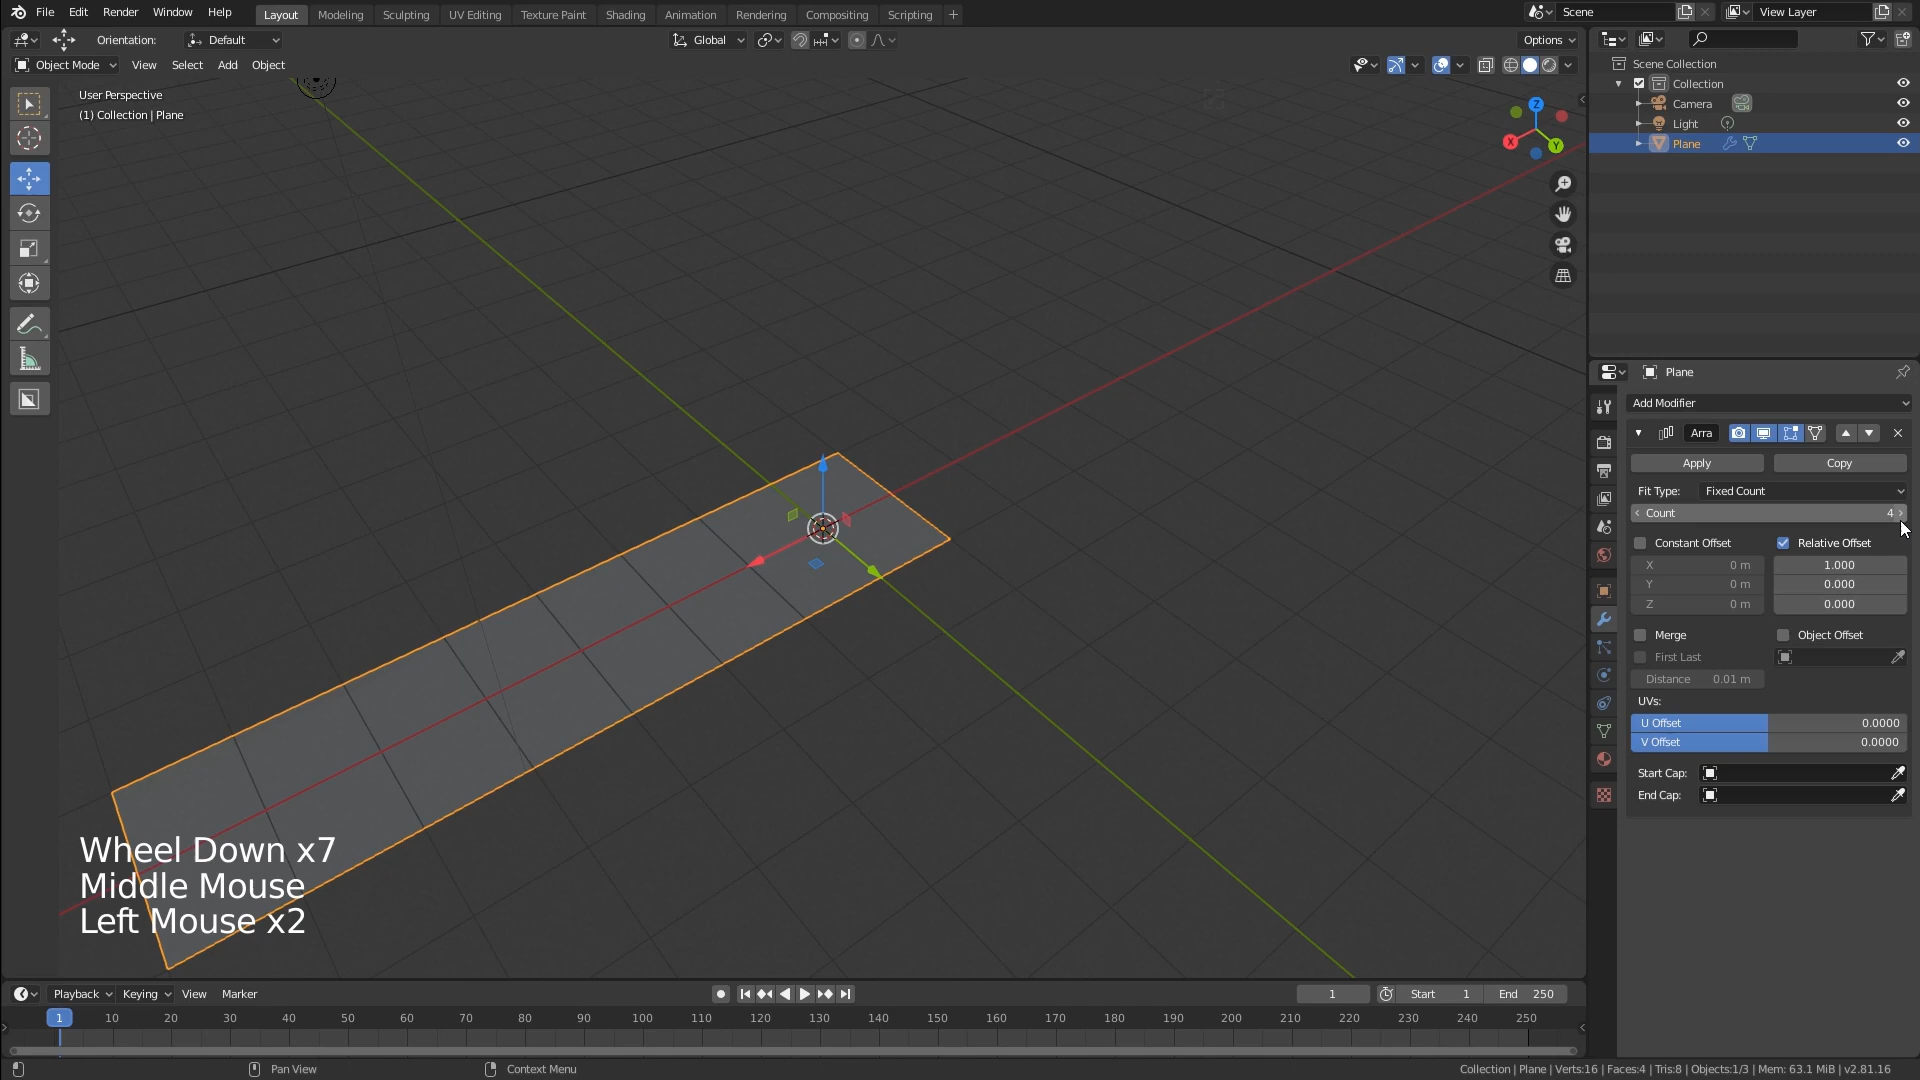 File Edit Render Window Help Layout Modeling Sculpting UV Editing Texture Paint Shading Animation Rendering Compositing Scripting + Scene View Layer
Orientation: Default Global Options
Object Mode View Select Add Object
User Perspective
(1) Collection | Plane
Z
X
Y
Scene Collection
Collection
Camera
Light
Plane
Plane
Add Modifier
Arra
Apply Copy
Fit Type: Fixed Count
Count 4
Constant Offset Relative Offset
X 0 m 1.000
Y 0 m 0.000
Z 0 m 0.000
Merge Object Offset
First Last
Distance 0.01 m
UVs:
U Offset 0.0000
V Offset 0.0000
Start Cap:
End Cap:
Wheel Down x7
Middle Mouse
Left Mouse x2
Playback Keying View Marker 1 Start 1 End 250
1 10 20 30 40 50 60 70 80 90 100 110 120 130 140 150 160 170 180 190 200 210 220 230 240 250
Pan View Context Menu Collection | Plane | Verts:16 | Faces:4 | Tris:8 | Objects:1/3 | Mem: 63.1 MiB | v2.81.16